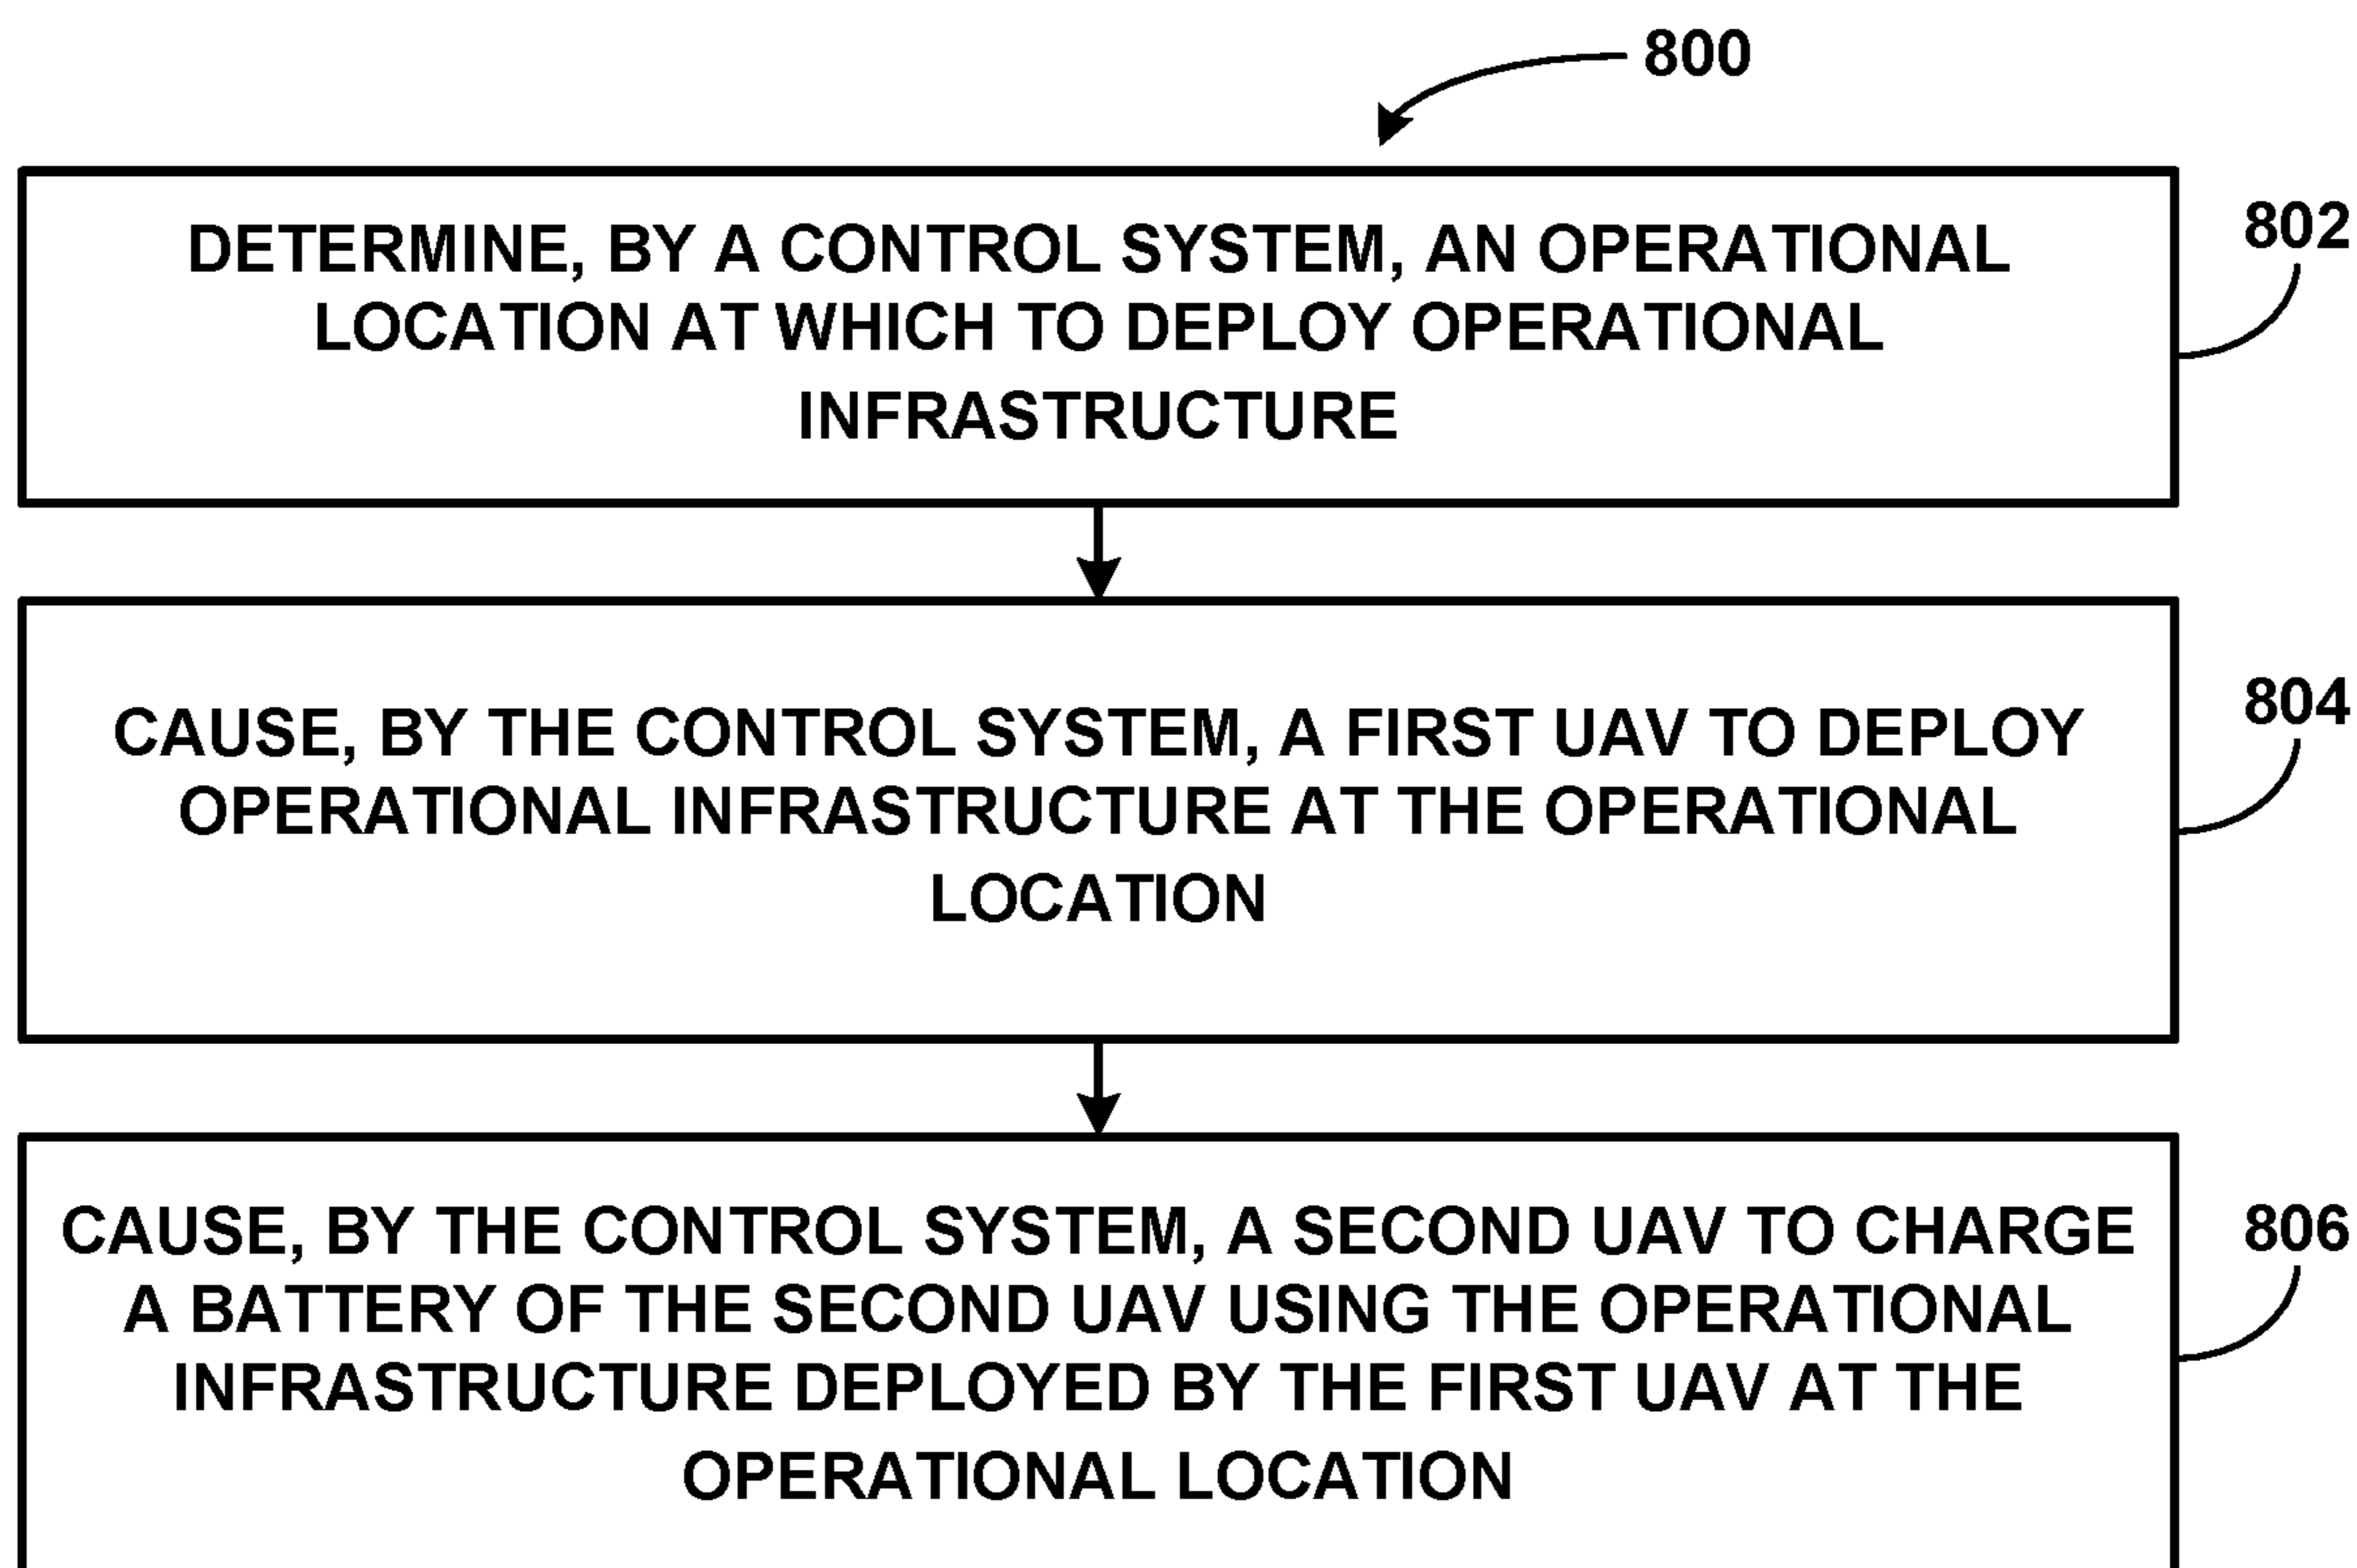 800
DETERMINE, BY A CONTROL SYSTEM, AN OPERATIONAL
LOCATION AT WHICH TO DEPLOY OPERATIONAL
INFRASTRUCTURE
802
CAUSE, BY THE CONTROL SYSTEM, A FIRST UAV TO DEPLOY
OPERATIONAL INFRASTRUCTURE AT THE OPERATIONAL
LOCATION
804
CAUSE, BY THE CONTROL SYSTEM, A SECOND UAV TO CHARGE
A BATTERY OF THE SECOND UAV USING THE OPERATIONAL
INFRASTRUCTURE DEPLOYED BY THE FIRST UAV AT THE
OPERATIONAL LOCATION
806